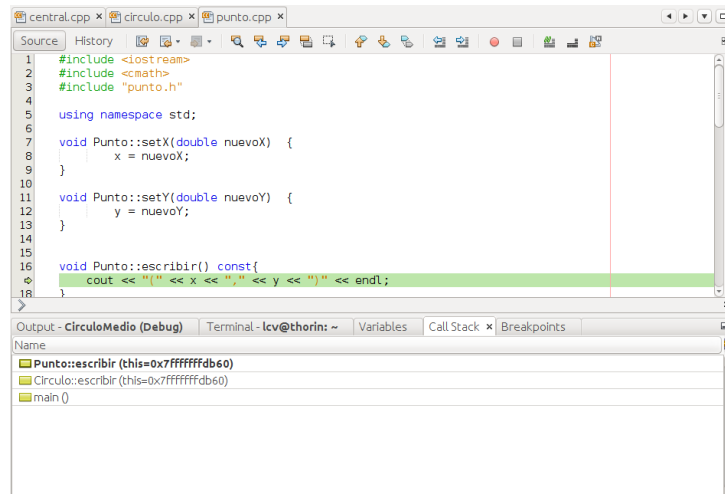 central.cpp × circulo.cpp × punto.cpp ×
Source History
1 #include <iostream>
2 #include <cmath>
3 #include "punto.h"
4
5 using namespace std;
6
7 void Punto::setX(double nuevoX) {
8 x = nuevoX;
9 }
10
11 void Punto::setY(double nuevoY) {
12 y = nuevoY;
13 }
14
15
16 void Punto::escribir() const{
cout << "(" << x << "," << y << ")" << endl;
18 }
Output - CirculoMedio (Debug) Terminal - lcv@thorin: ~ Variables Call Stack × Breakpoints
Name
Punto::escribir (this=0x7fffffffdb60)
Circulo::escribir (this=0x7fffffffdb60)
main ()